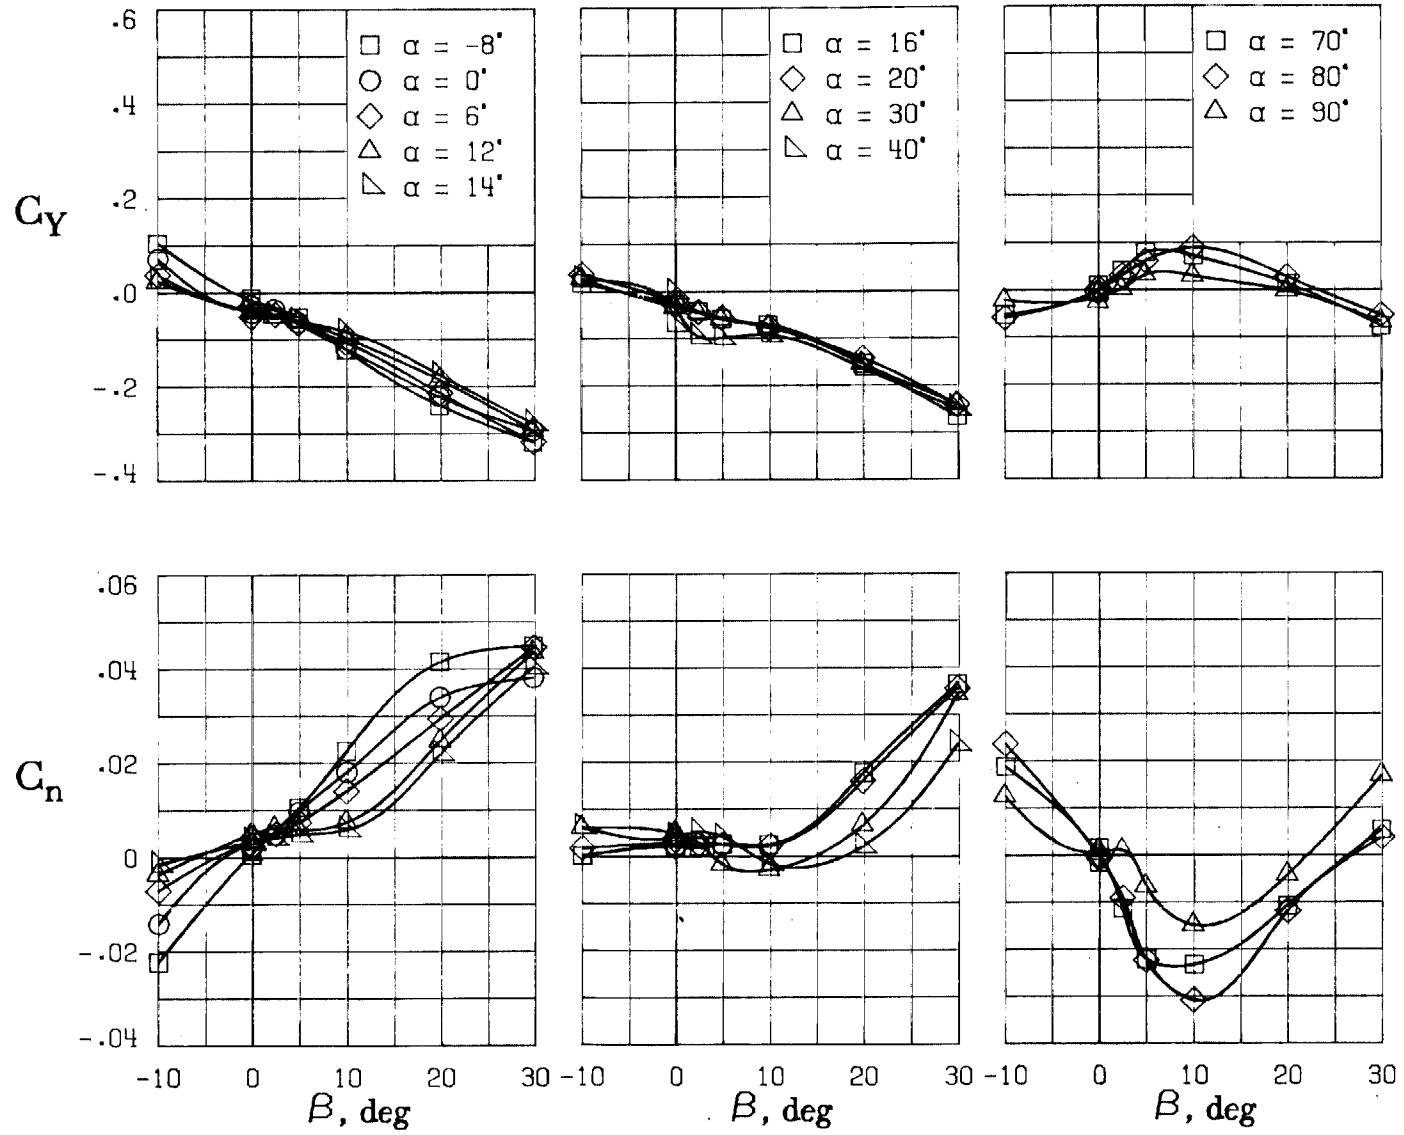 .6
.4
.2
.0
-.2
-.4
C_Y
□ α = -8°
○ α = 0°
◇ α = 6°
△ α = 12°
◺ α = 14°
□ α = 16°
◇ α = 20°
△ α = 30°
◺ α = 40°
□ α = 70°
◇ α = 80°
△ α = 90°
.06
.04
.02
0
-.02
-.04
C_n
-10 0 10 20 30
-10 0 10 20 30
-10 0 10 20 30
β, deg
β, deg
β, deg